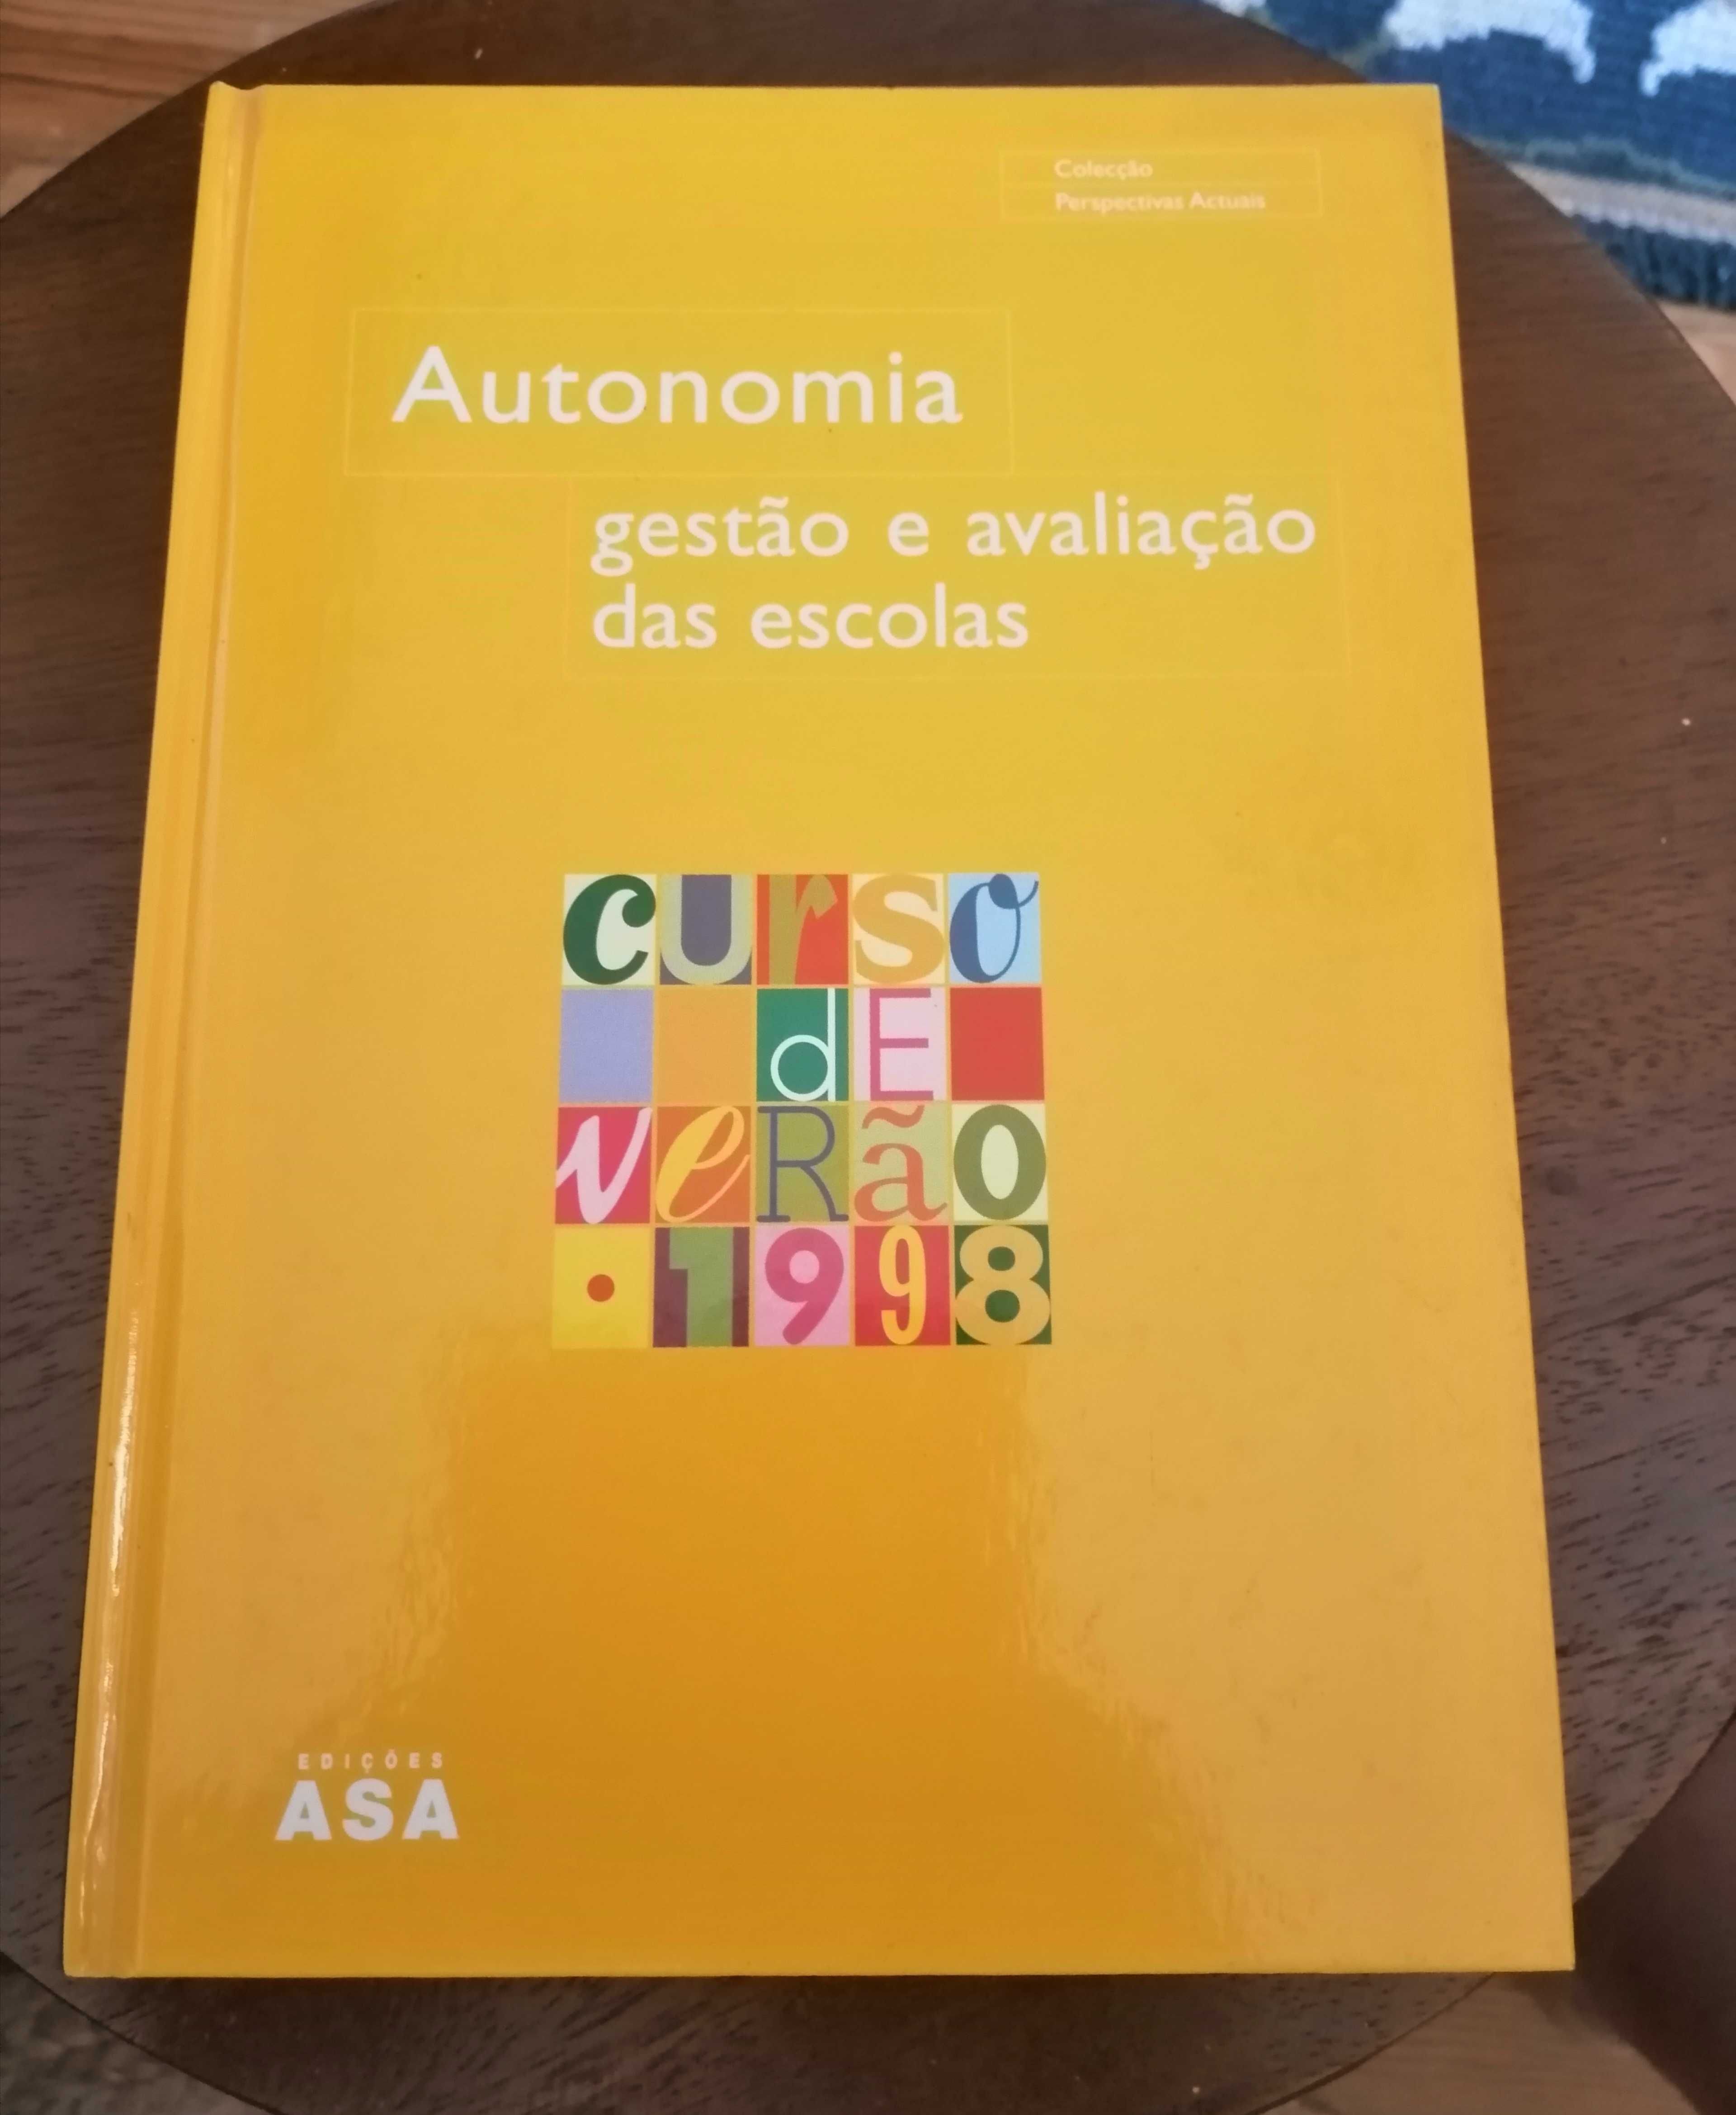 Colecção
Perspectivas Actuais
Autonomia
gestão e avaliação
das escolas
curso
dE
veRão
•1998
EDIÇÕES
ASA